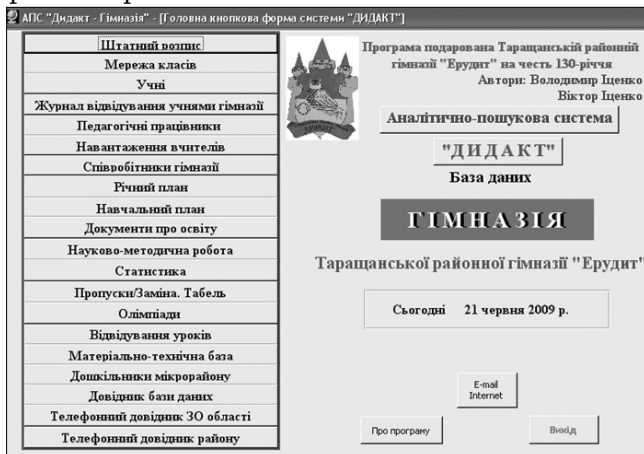 АПС "Дидакт - Гімназія" - [Головна кнопкова форма системи "ДИДАКТ"]
Штатний розпис
Мережа класів
Учні
Журнал відвідування учнями гімназії
Педагогічні працівники
Навантаження вчителів
Співробітники гімназії
Річний план
Навчальний план
Документи про освіту
Науково-методична робота
Статистика
Пропуски/Заміна. Табель
Олімпіади
Відвідування уроків
Матеріально-технічна база
Дошкільники мікрорайону
Довідник бази даних
Телефонний довідник ЗО області
Телефонний довідник району
ЕРУДИТ
Програма подарована Таращанській районній
гімназії "Ерудит" на честь 130-річчя
Автори: Володимир Іценко
Віктор Іценко
Аналітично-пошукова система
"ДИДАКТ"
База даних
ГІМНАЗІЯ
Таращанської районної гімназії "Ерудит"
Сьогодні 21 червня 2009 р.
E-mail
Internet
Про програму
Вихід